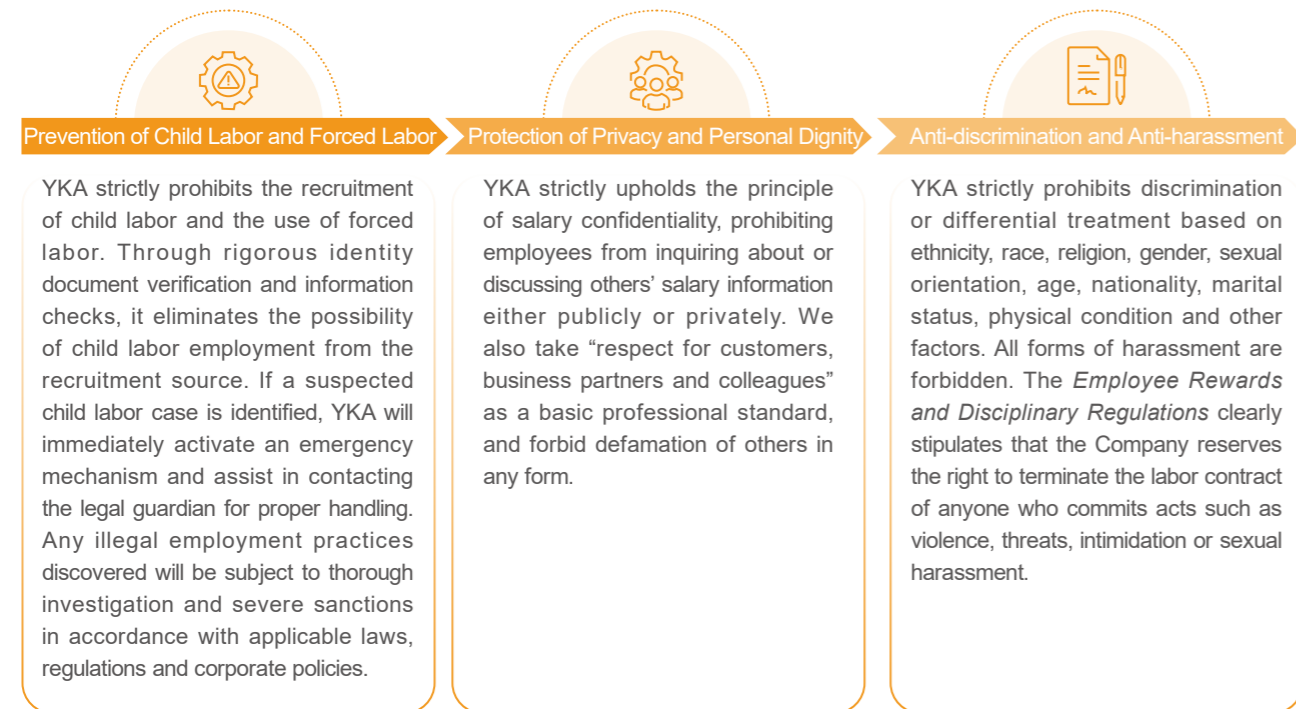 Prevention of Child Labor and Forced Labor
YKA strictly prohibits the recruitment
of child labor and the use of forced
labor. Through rigorous identity
document verification and information
checks, it eliminates the possibility
of child labor employment from the
recruitment source. If a suspected
child labor case is identified, YKA will
immediately activate an emergency
mechanism and assist in contacting
the legal guardian for proper handling.
Any illegal employment practices
discovered will be subject to thorough
investigation and severe sanctions
in accordance with applicable laws,
regulations and corporate policies.
Protection of Privacy and Personal Dignity
YKA strictly upholds the principle
of salary confidentiality, prohibiting
employees from inquiring about or
discussing others’ salary information
either publicly or privately. We
also take “respect for customers,
business partners and colleagues”
as a basic professional standard,
and forbid defamation of others in
any form.
Anti-discrimination and Anti-harassment
YKA strictly prohibits discrimination
or differential treatment based on
ethnicity, race, religion, gender, sexual
orientation, age, nationality, marital
status, physical condition and other
factors. All forms of harassment are
forbidden. The Employee Rewards
and Disciplinary Regulations clearly
stipulates that the Company reserves
the right to terminate the labor contract
of anyone who commits acts such as
violence, threats, intimidation or sexual
harassment.